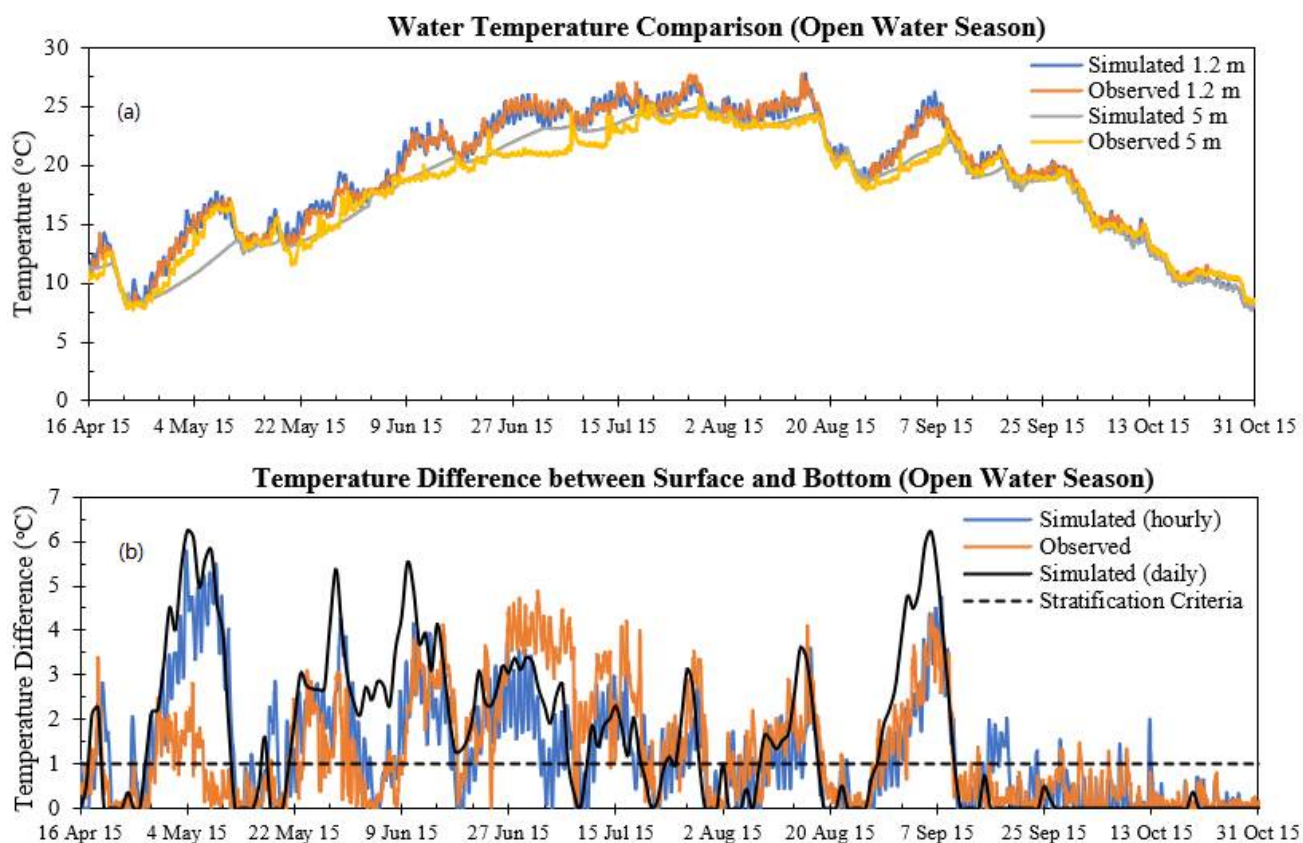 Water Temperature Comparison (Open Water Season)
Temperature (°C)
30
25
20
15
10
5
0
(a)
Simulated 1.2 m
Observed 1.2 m
Simulated 5 m
Observed 5 m
16 Apr 15 4 May 15 22 May 15 9 Jun 15 27 Jun 15 15 Jul 15 2 Aug 15 20 Aug 15 7 Sep 15 25 Sep 15 13 Oct 15 31 Oct 15
Temperature Difference between Surface and Bottom (Open Water Season)
Temperature Difference (°C)
7
6
5
4
3
2
1
0
(b)
Simulated (hourly)
Observed
Simulated (daily)
Stratification Criteria
16 Apr 15 4 May 15 22 May 15 9 Jun 15 27 Jun 15 15 Jul 15 2 Aug 15 20 Aug 15 7 Sep 15 25 Sep 15 13 Oct 15 31 Oct 15